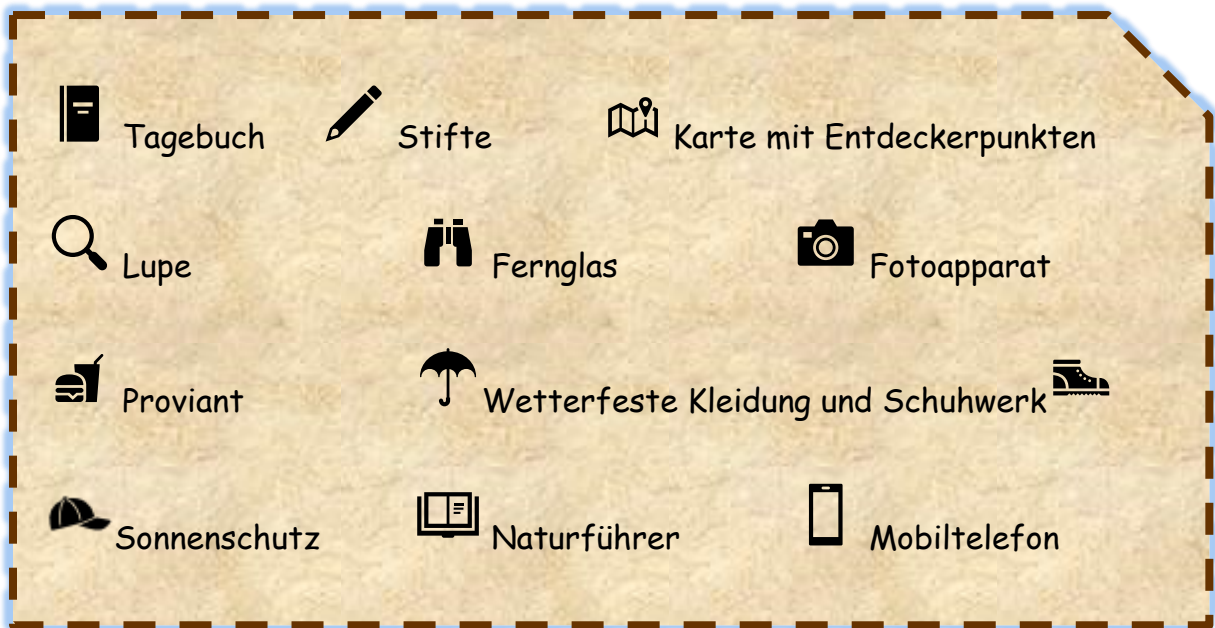 Tagebuch Stifte Karte mit Entdeckerpunkten
Lupe Fernglas Fotoapparat
Proviant Wetterfeste Kleidung und Schuhwerk
Sonnenschutz Naturführer Mobiltelefon